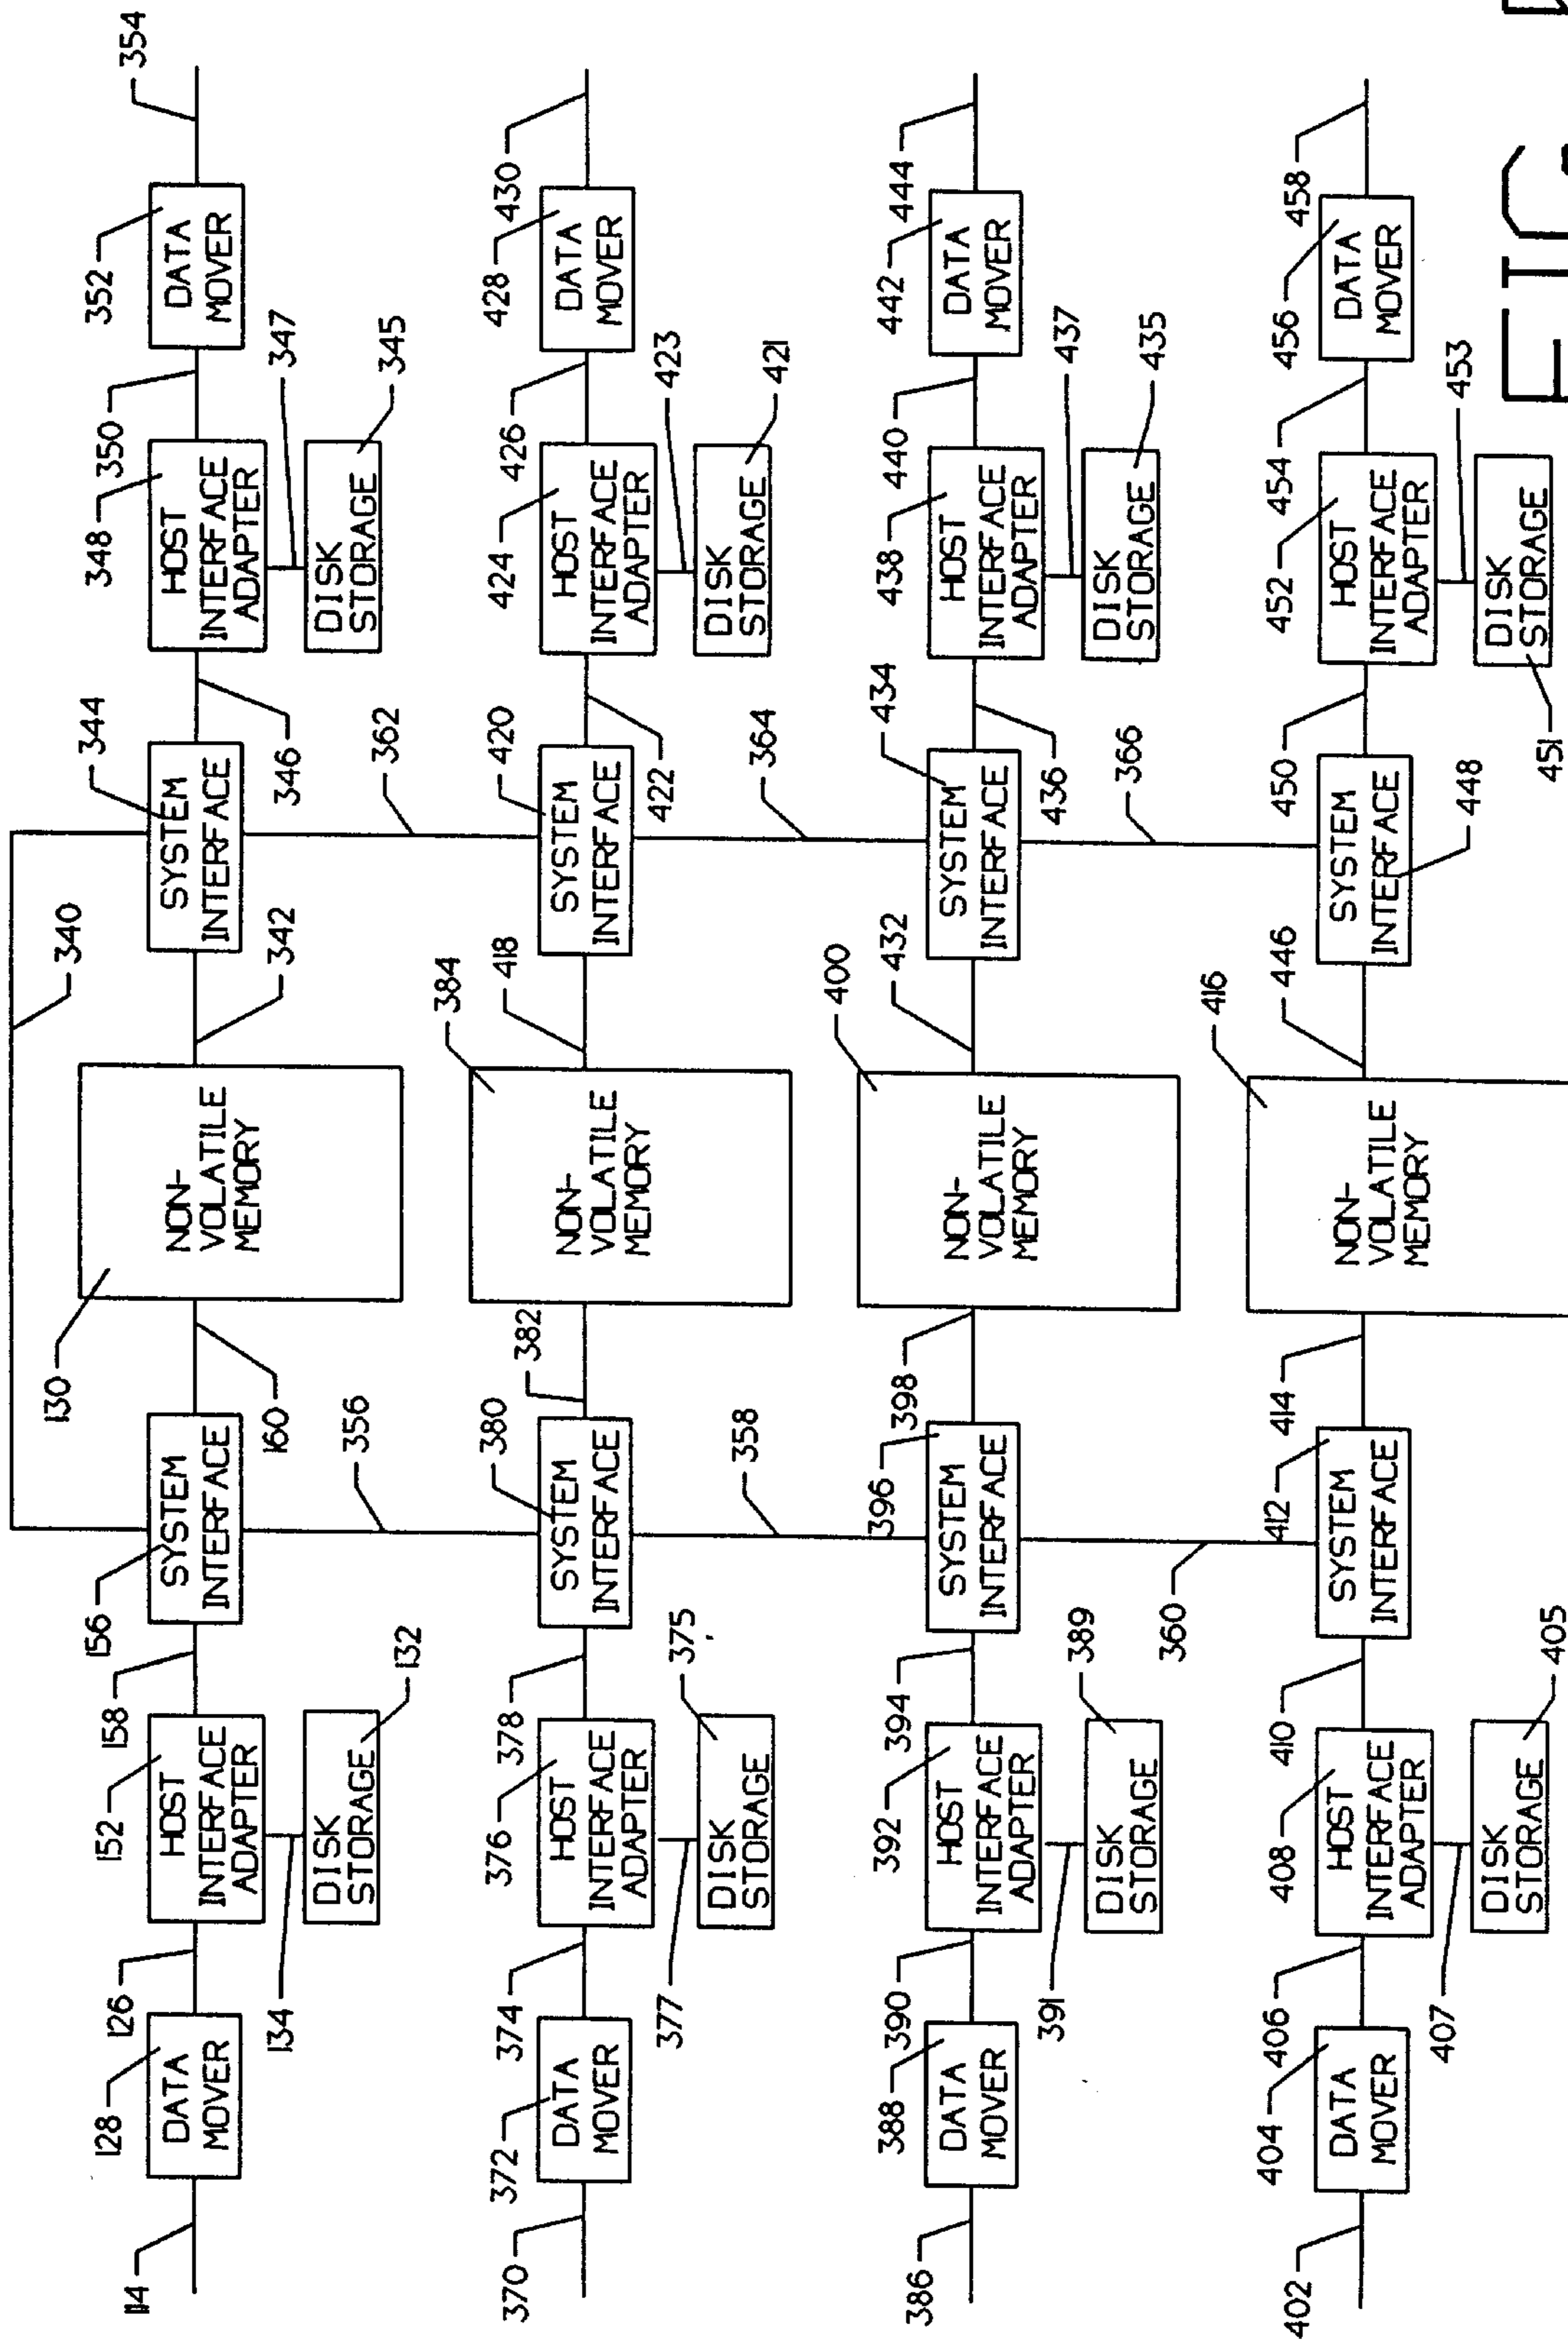 114
128
DATA
MOVER
126
152
HOST
INTERFACE
ADAPTER
134
DISK
STORAGE
132
158
156
SYSTEM
INTERFACE
160
130
NON-
VOLATILE
MEMORY
340
342
344
SYSTEM
INTERFACE
346
348
HOST
INTERFACE
ADAPTER
347
DISK
STORAGE
345
350
352
DATA
MOVER
354
356
362
370
372
DATA
MOVER
374
376
HOST
INTERFACE
ADAPTER
377
DISK
STORAGE
375
378
380
SYSTEM
INTERFACE
382
384
NON-
VOLATILE
MEMORY
418
420
SYSTEM
INTERFACE
422
424
HOST
INTERFACE
ADAPTER
423
DISK
STORAGE
421
426
428
DATA
MOVER
430
358
364
386
388
DATA
MOVER
390
392
HOST
INTERFACE
ADAPTER
391
DISK
STORAGE
389
394
396
SYSTEM
INTERFACE
398
400
NON-
VOLATILE
MEMORY
432
434
SYSTEM
INTERFACE
436
438
HOST
INTERFACE
ADAPTER
437
DISK
STORAGE
435
440
442
DATA
MOVER
444
360
366
402
404
DATA
MOVER
406
408
HOST
INTERFACE
ADAPTER
407
DISK
STORAGE
405
410
412
SYSTEM
INTERFACE
414
416
NON-
VOLATILE
MEMORY
446
448
SYSTEM
INTERFACE
450
452
HOST
INTERFACE
ADAPTER
453
DISK
STORAGE
451
454
456
DATA
MOVER
458